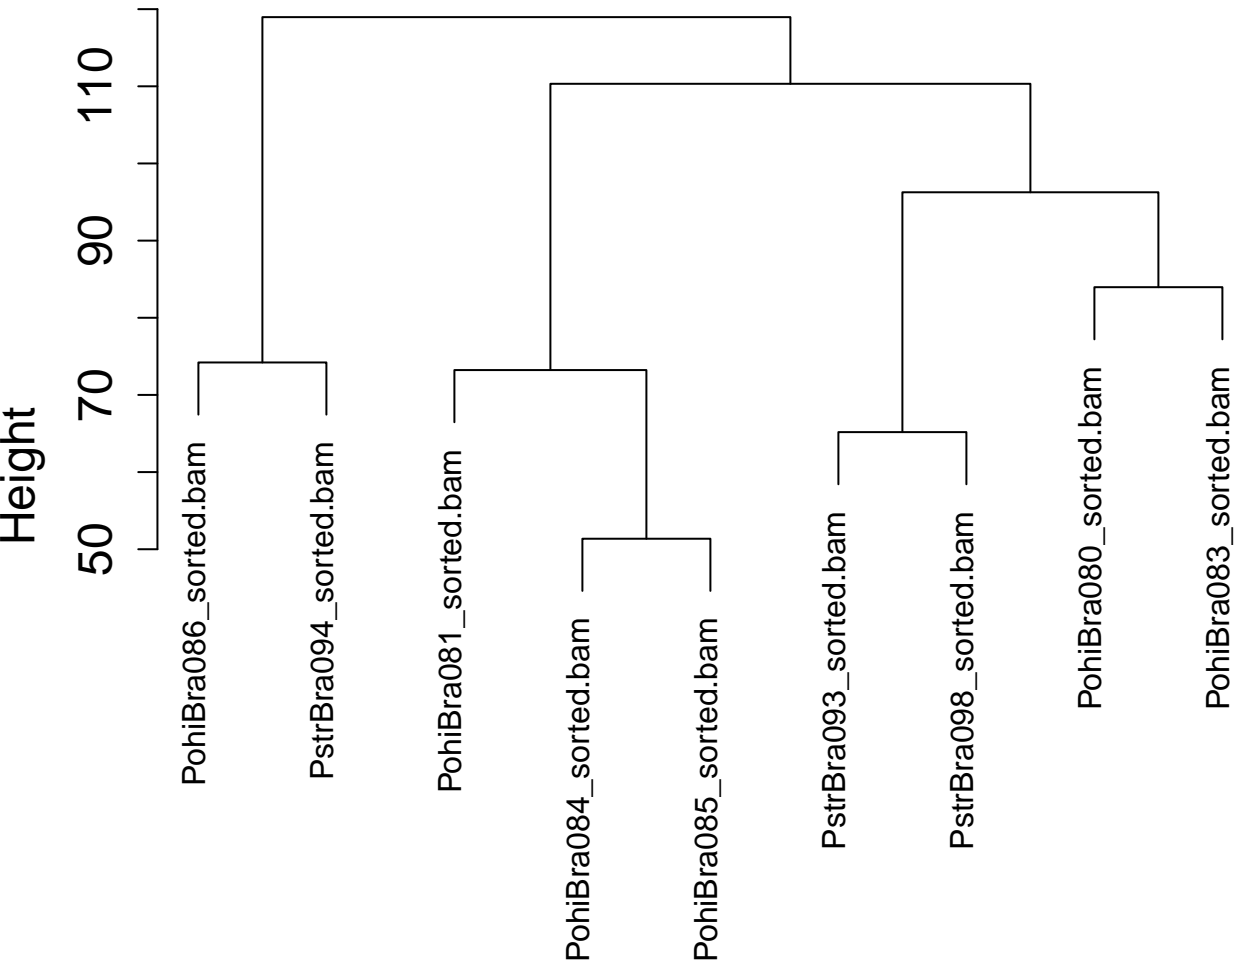 Height
110
90
70
50
PohiBra086_sorted.bam
PstrBra094_sorted.bam
PohiBra081_sorted.bam
PohiBra084_sorted.bam
PohiBra085_sorted.bam
PstrBra093_sorted.bam
PstrBra098_sorted.bam
PohiBra080_sorted.bam
PohiBra083_sorted.bam